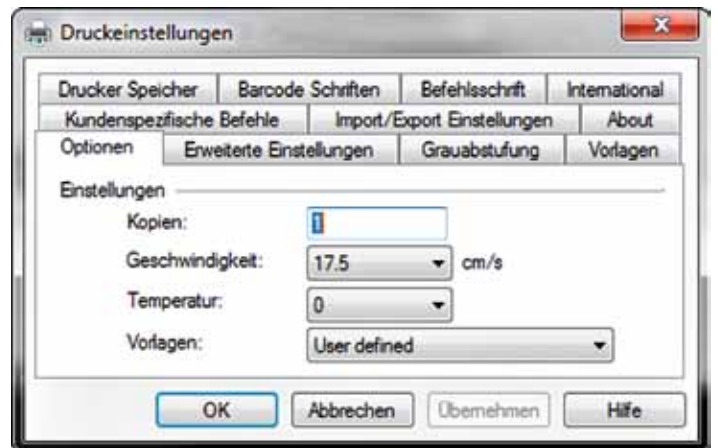 Druckeinstellungen
Drucker Speicher Barcode Schriften Befehlsschrift International
Kundenspezifische Befehle Import/Export Einstellungen About
Optionen Erweiterte Einstellungen Grauabstufung Vorlagen
Einstellungen
Kopien: 1
Geschwindigkeit: 17.5 cm/s
Temperatur: 0
Vorlagen: User defined
OK Abbrechen Übernehmen Hilfe